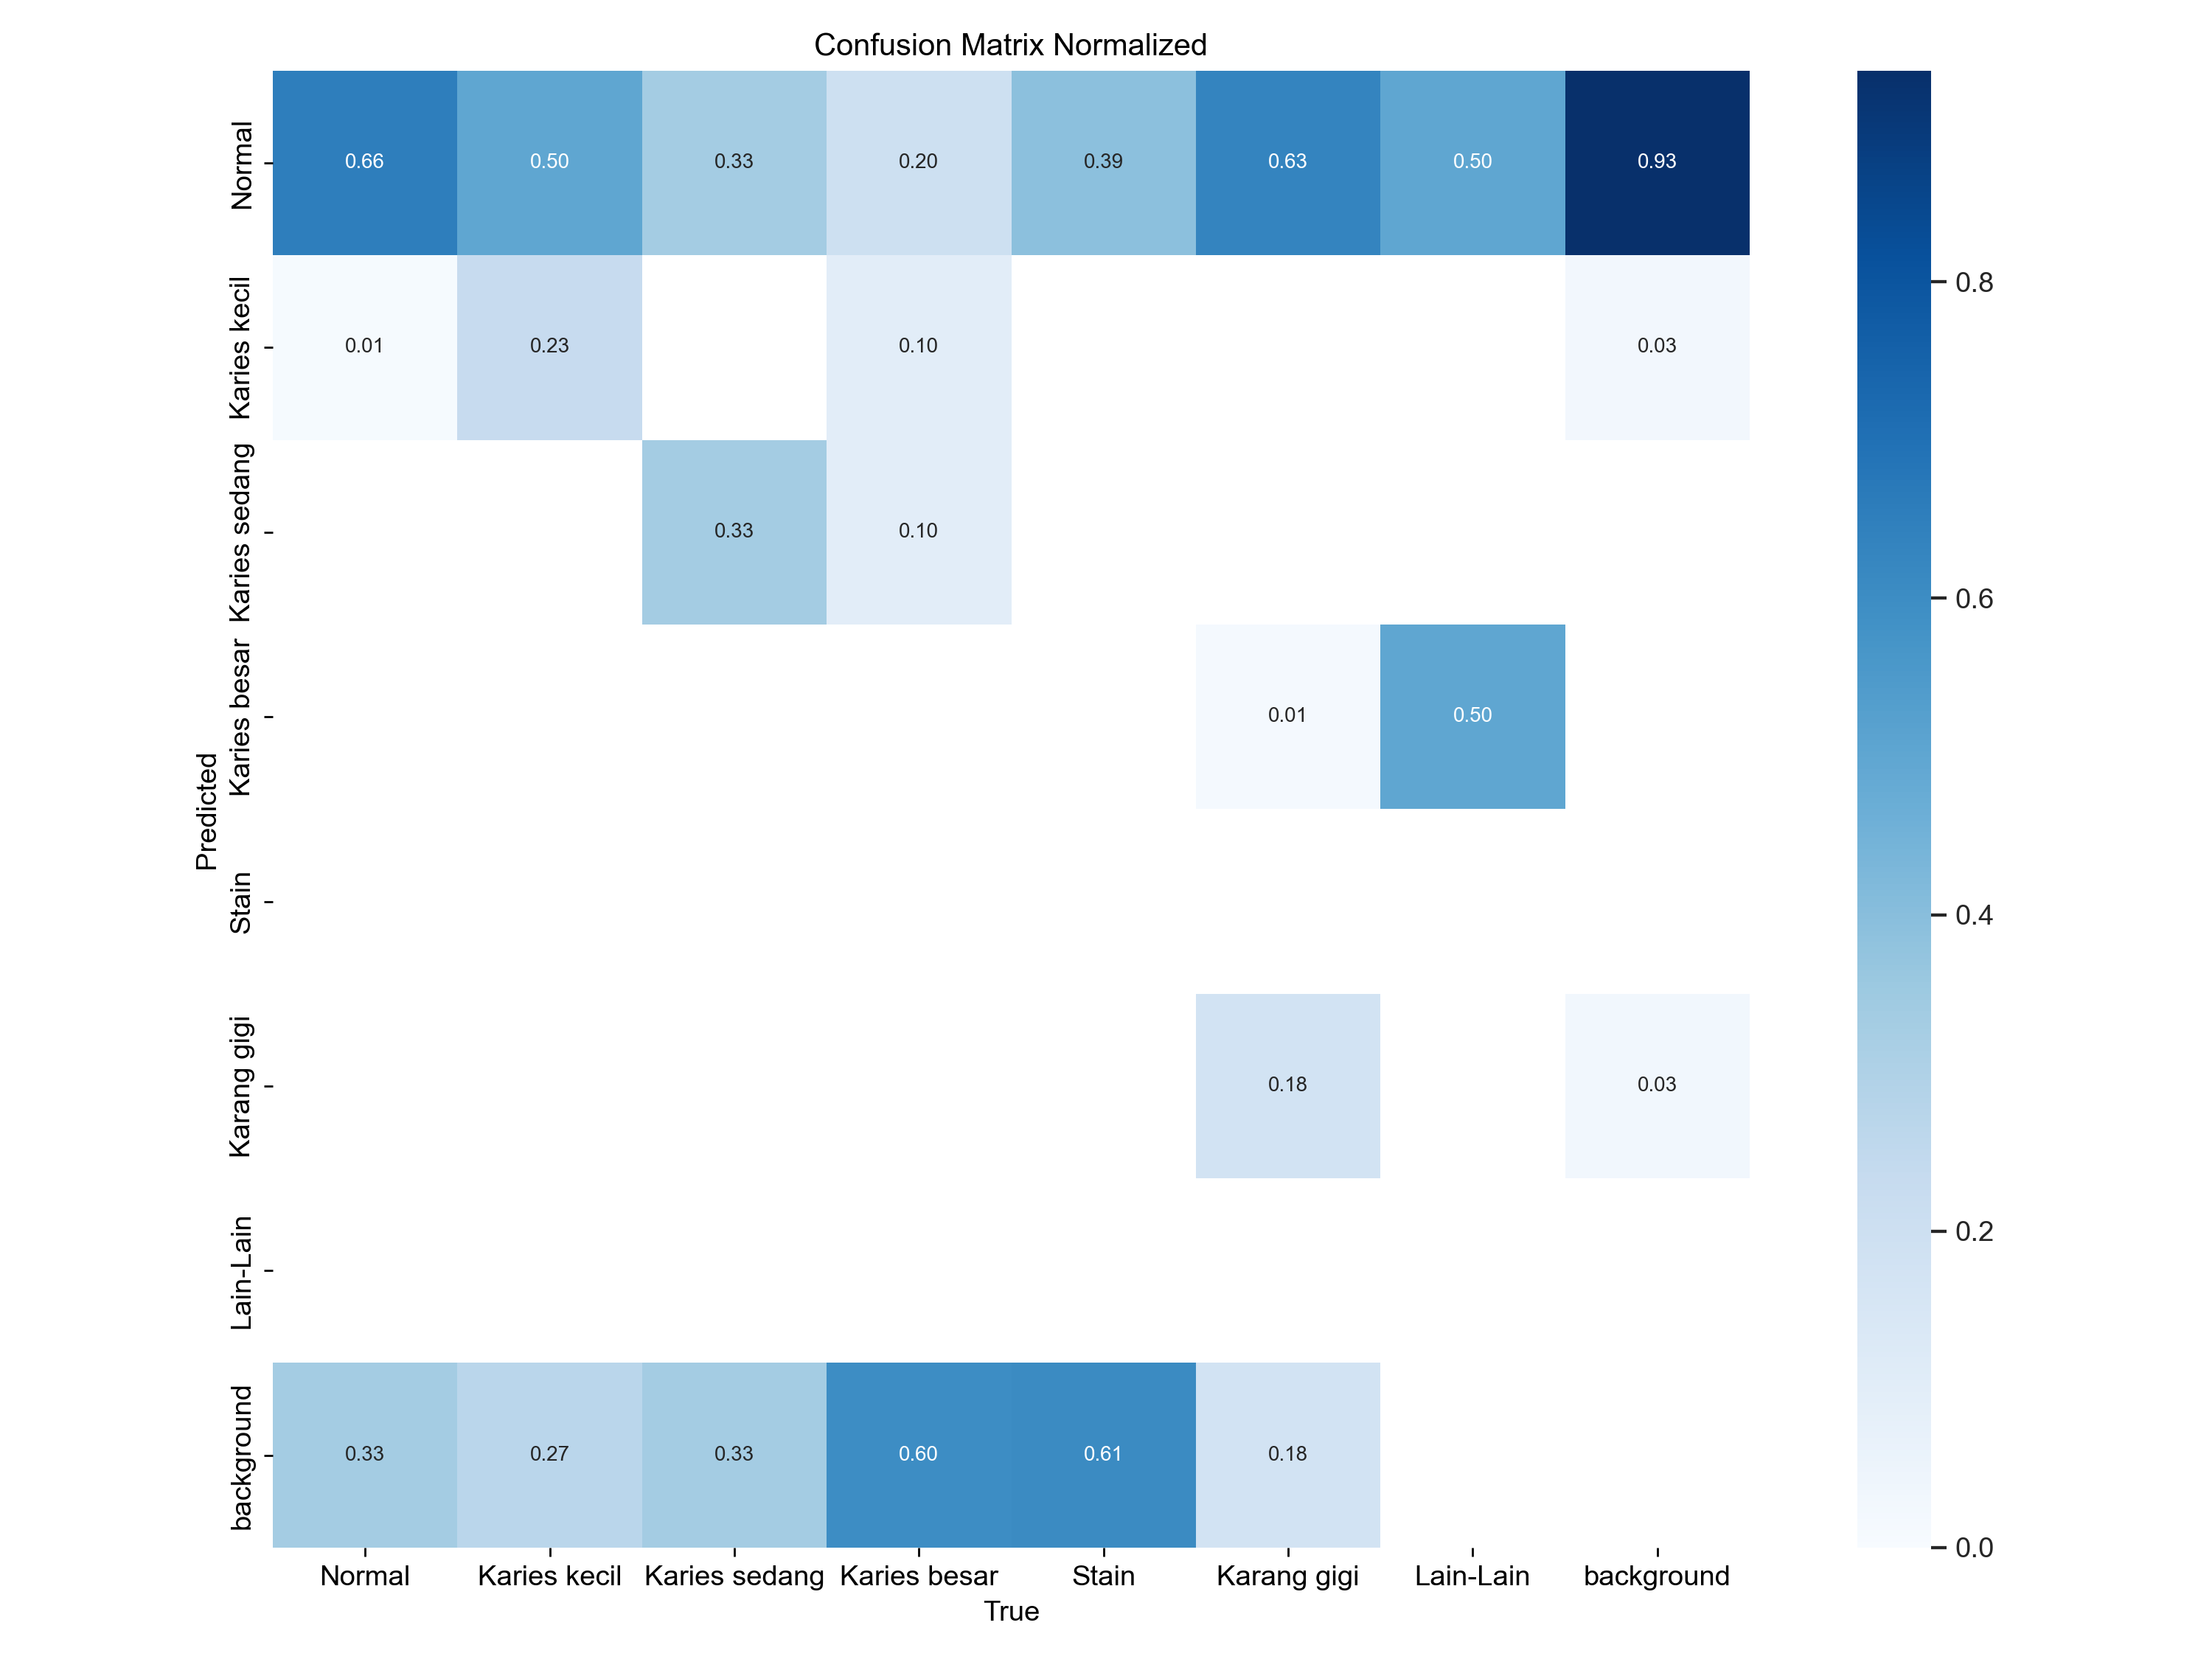 Confusion Matrix Normalized
Predicted
Normal
0.66 0.50 0.33 0.20 0.39 0.63 0.50 0.93
Karies kecil
0.01 0.23 0.10 0.03
Karies sedang
0.33 0.10
Karies besar
0.01 0.50
Stain
Karang gigi
0.18 0.03
Lain-Lain
background
0.33 0.27 0.33 0.60 0.61 0.18
Normal Karies kecil Karies sedang Karies besar Stain Karang gigi Lain-Lain background
True
0.8
0.6
0.4
0.2
0.0